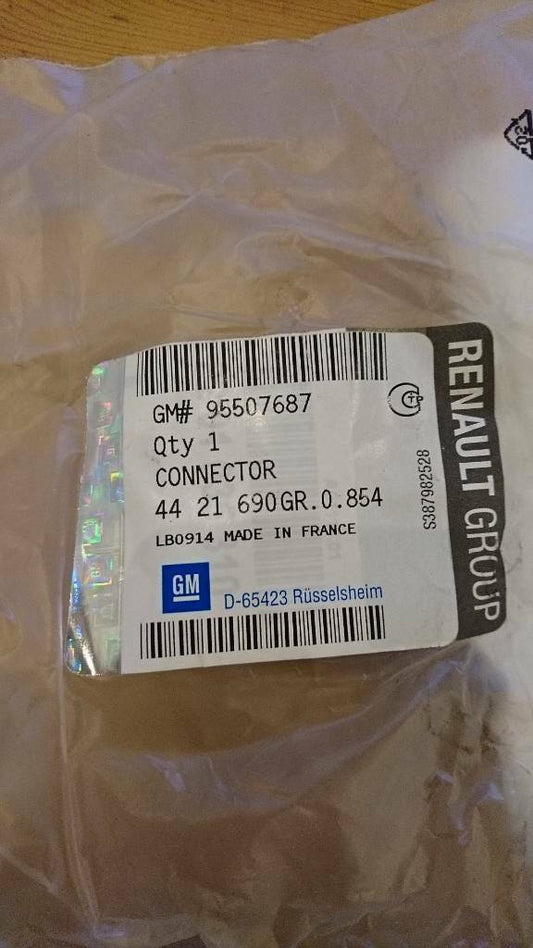 GM# 95507687
Qty 1
CONNECTOR
44 21 690GR.0.854
LB0914 MADE IN FRANCE
GM
D-65423 Rüsselsheim
S387982528
RENAULT GROUP